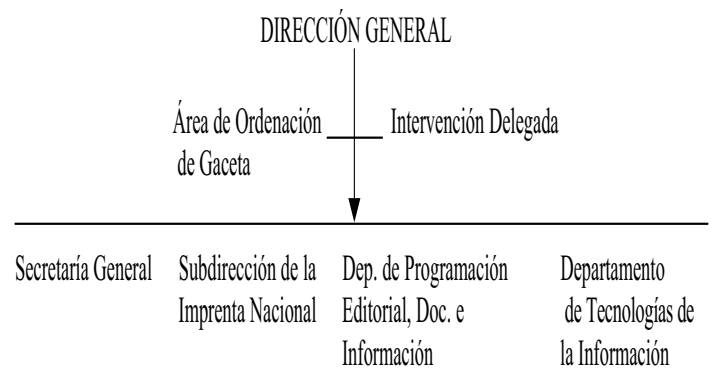 DIRECCIÓN GENERAL
Área de Ordenación
de Gaceta
Intervención Delegada
Secretaría General
Subdirección de la
Imprenta Nacional
Dep. de Programación
Editorial, Doc. e
Información
Departamento
de Tecnologías de
la Información